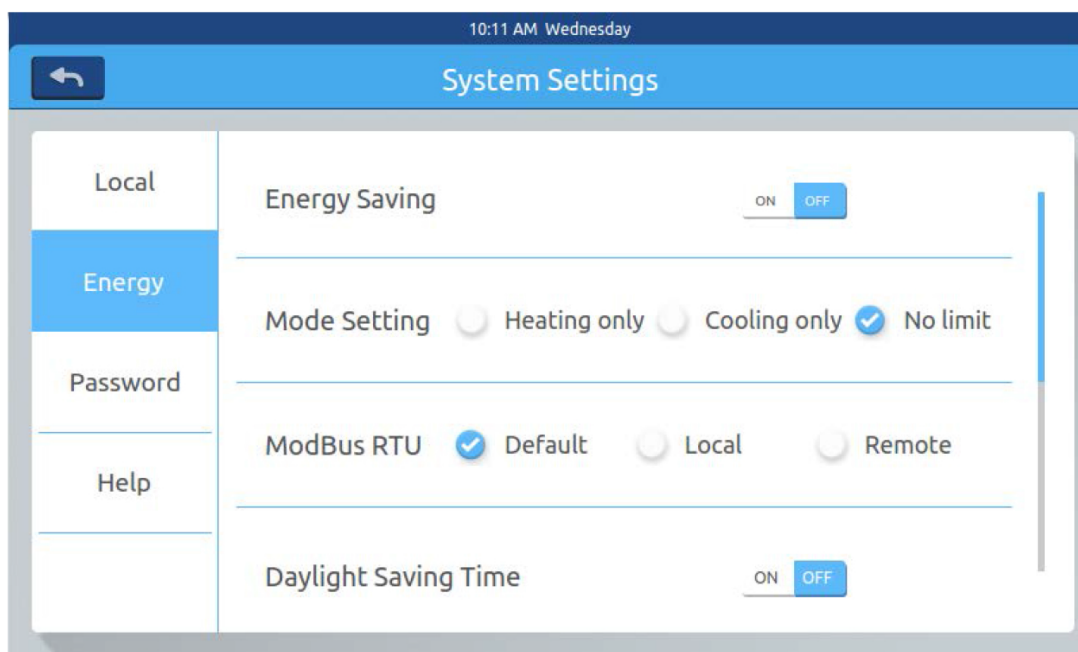 10:11 AM Wednesday
System Settings
Local
Energy
Password
Help
Energy Saving ON OFF
Mode Setting Heating only Cooling only No limit
ModBus RTU Default Local Remote
Daylight Saving Time ON OFF